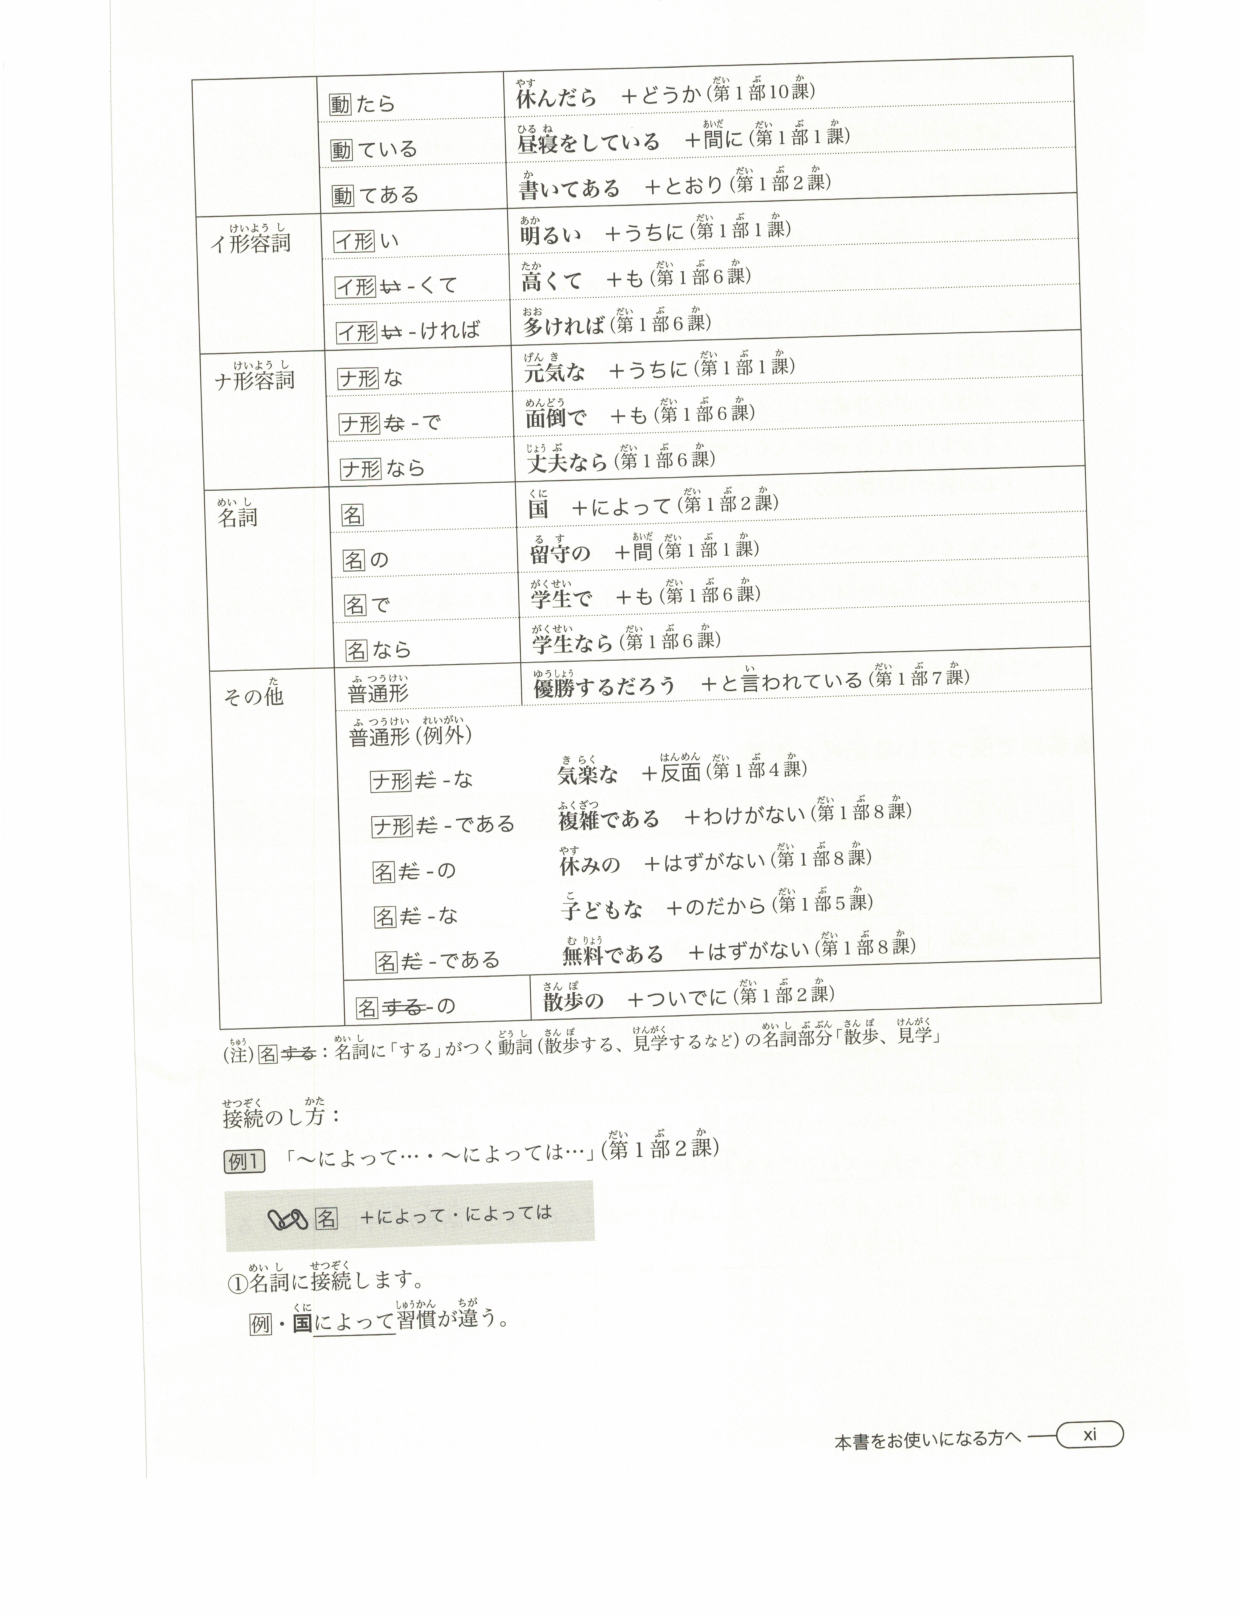 動たら 休んだら ＋どうか（第1部10課）
動ている 昼寝をしている ＋間に（第1部1課）
動てある 書いてある ＋とおり（第1部2課）
イ形容詞 イ形い 明るい ＋うちに（第1部1課）
イ形い-くて 高くて ＋も（第1部6課）
イ形い-ければ 多ければ（第1部6課）
ナ形容詞 ナ形な 元気な ＋うちに（第1部1課）
ナ形な-で 面倒で ＋も（第1部6課）
ナ形なら 丈夫なら（第1部6課）
名詞 名 国 ＋によって（第1部2課）
名の 留守の ＋間（第1部1課）
名で 学生で ＋も（第1部6課）
名なら 学生なら（第1部6課）
その他 普通形 優勝するだろう ＋と言われている（第1部7課）
普通形（例外）
ナ形だ-な 気楽な ＋反面（第1部4課）
ナ形だ-である 複雑である ＋わけがない（第1部8課）
名だ-の 休みの ＋はずがない（第1部8課）
名だ-な 子どもな ＋のだから（第1部5課）
名だ-である 無料である ＋はずがない（第1部8課）
名する-の 散歩の ＋ついでに（第1部2課）
（注）名する：名詞に「する」がつく動詞（散歩する、見学するなど）の名詞部分「散歩、見学」
接続のし方：
例1 「～によって…・～によっては…」（第1部2課）
名 ＋によって・によっては
①名詞に接続します。
例・国によって習慣が違う。
本書をお使いになる方へ xi